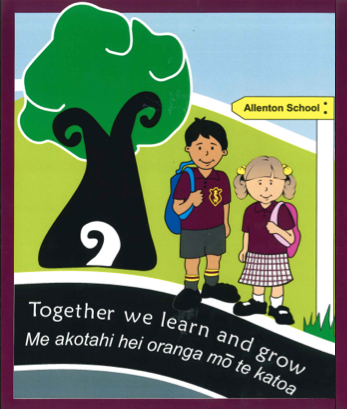 Allenton School
Together we learn and grow
Me akotahi hei oranga mō te katoa